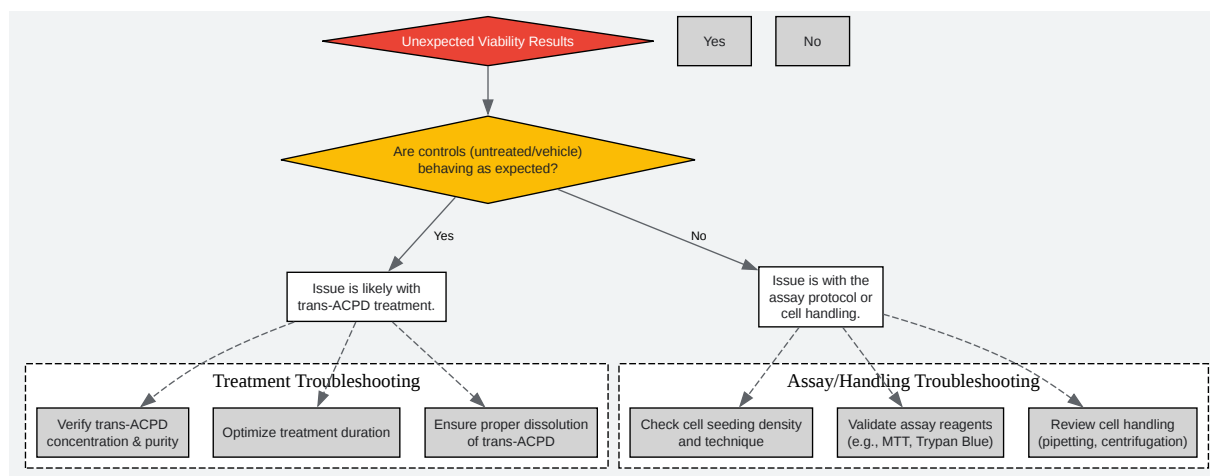 Unexpected Viability Results
Yes
No
Are controls (untreated/vehicle)
behaving as expected?
Yes
No
Issue is likely with
trans-ACPD treatment.
Issue is with the
assay protocol or
cell handling.
Treatment Troubleshooting
Verify trans-ACPD
concentration & purity
Optimize treatment duration
Ensure proper dissolution
of trans-ACPD
Assay/Handling Troubleshooting
Check cell seeding density
and technique
Validate assay reagents
(e.g., MTT, Trypan Blue)
Review cell handling
(pipetting, centrifugation)